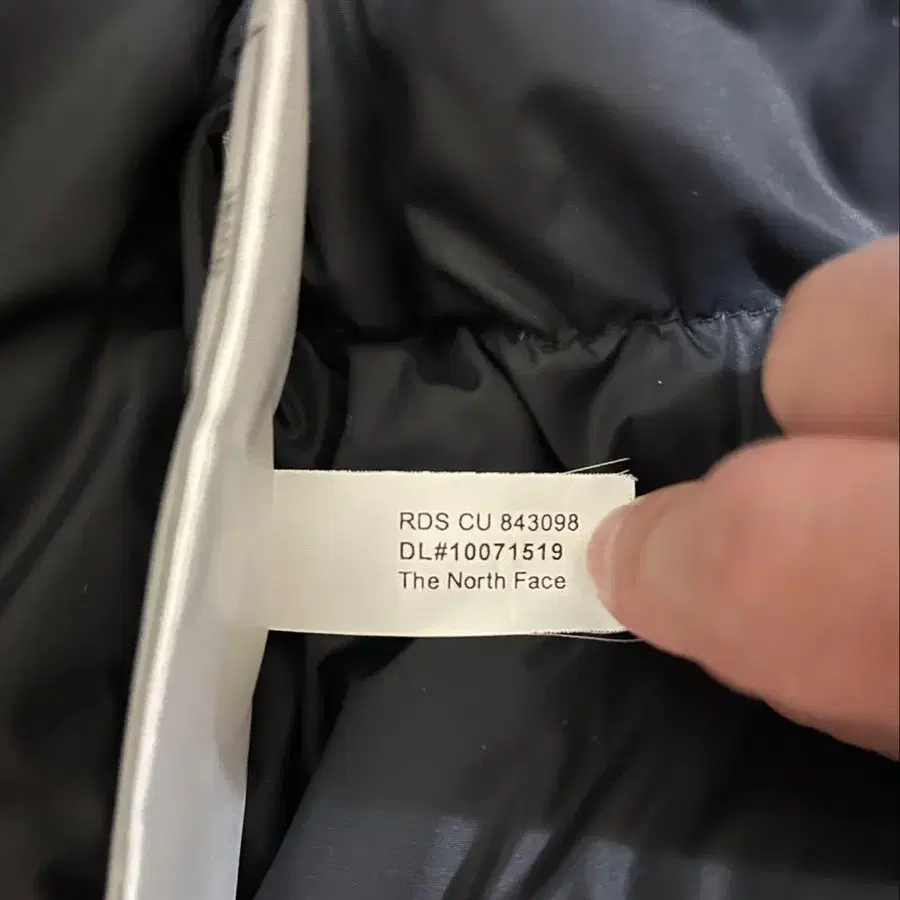 RDS CU 843098
DL#10071519
The North Face